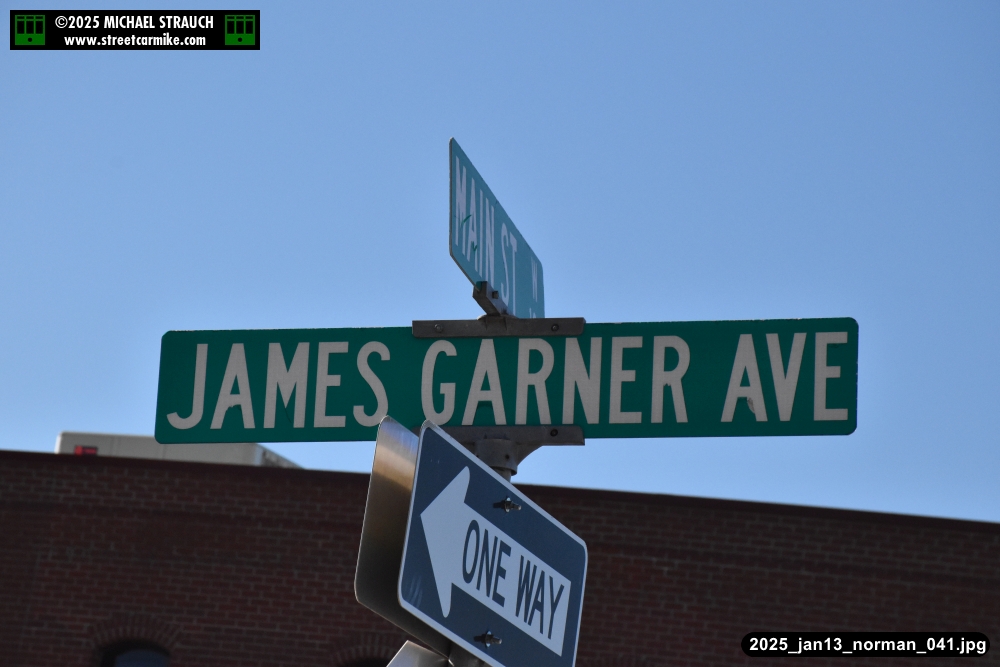 ©2025 MICHAEL STRAUCH
www.streetcarmike.com
MAIN ST W
JAMES GARNER AVE
ONE WAY
2025_jan13_norman_041.jpg